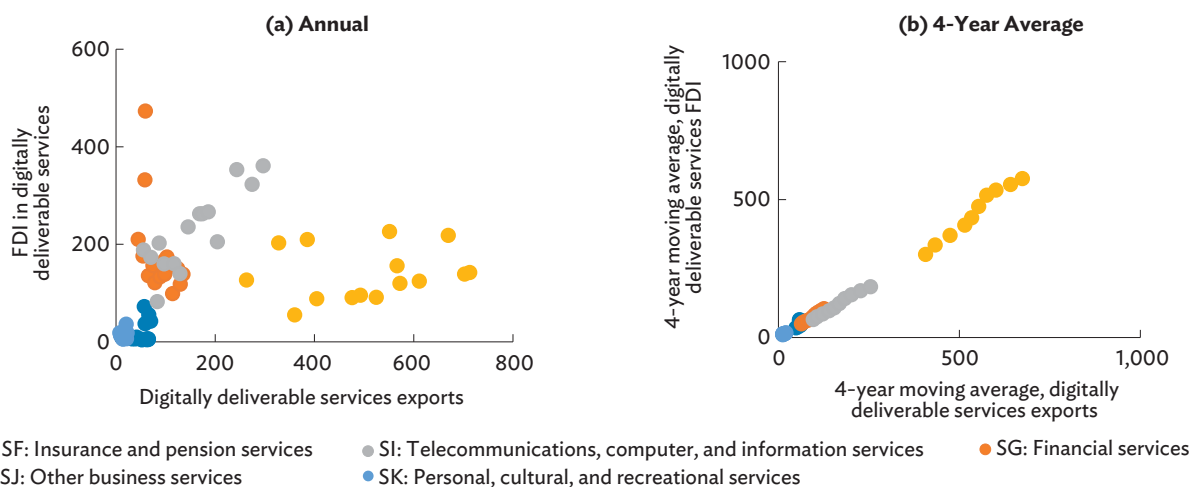 (a) Annual
600
400
200
0
0 200 400 600 800
FDI in digitally
deliverable services
Digitally deliverable services exports
(b) 4-Year Average
1000
500
0
0 500 1,000
4-year moving average, digitally
deliverable services FDI
4-year moving average, digitally
deliverable services exports
SF: Insurance and pension services SI: Telecommunications, computer, and information services SG: Financial services
SJ: Other business services SK: Personal, cultural, and recreational services